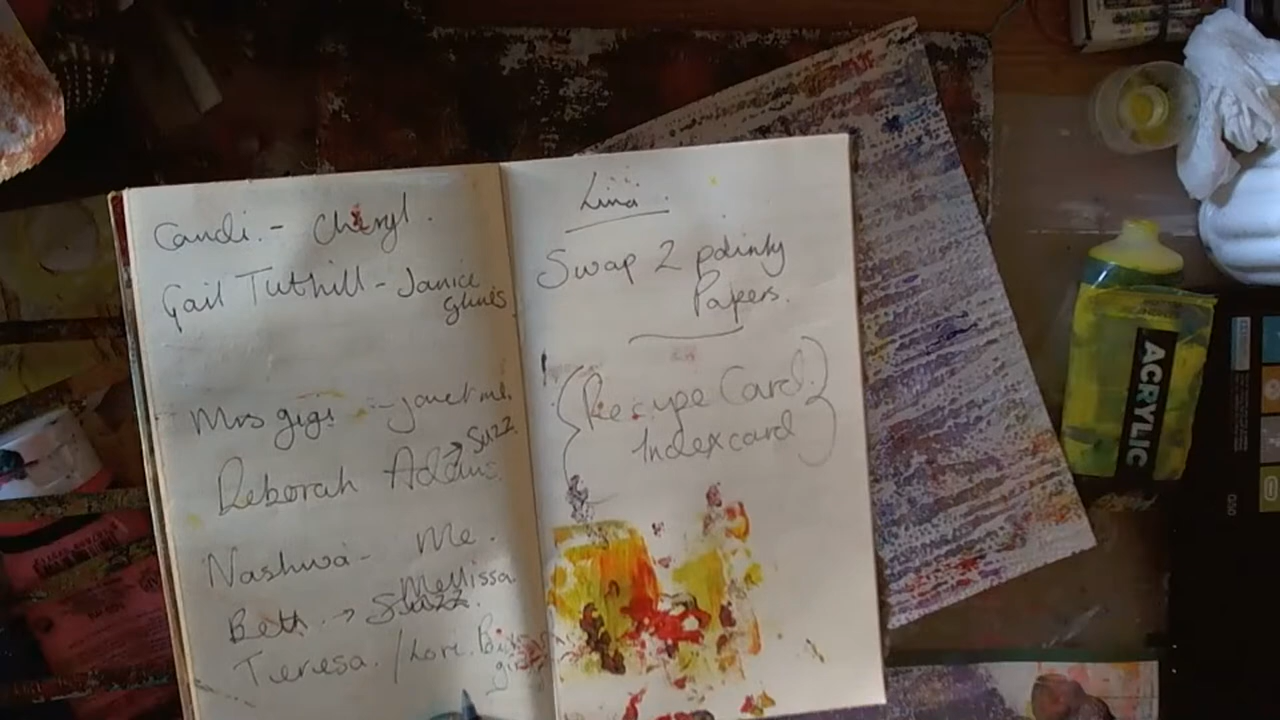 Candi. - Cheryl.
Gail Tuthill - Janice
Mrs gigi - Janet
Deborah Adams
→ Suzz
Nashwa - Me.
Mellissa
Beth. → Suzz.
Teresa. / Lori.
Lina.
Swap 2 painty
Papers.
{Recipe Card.}
Index card
ACRYLIC